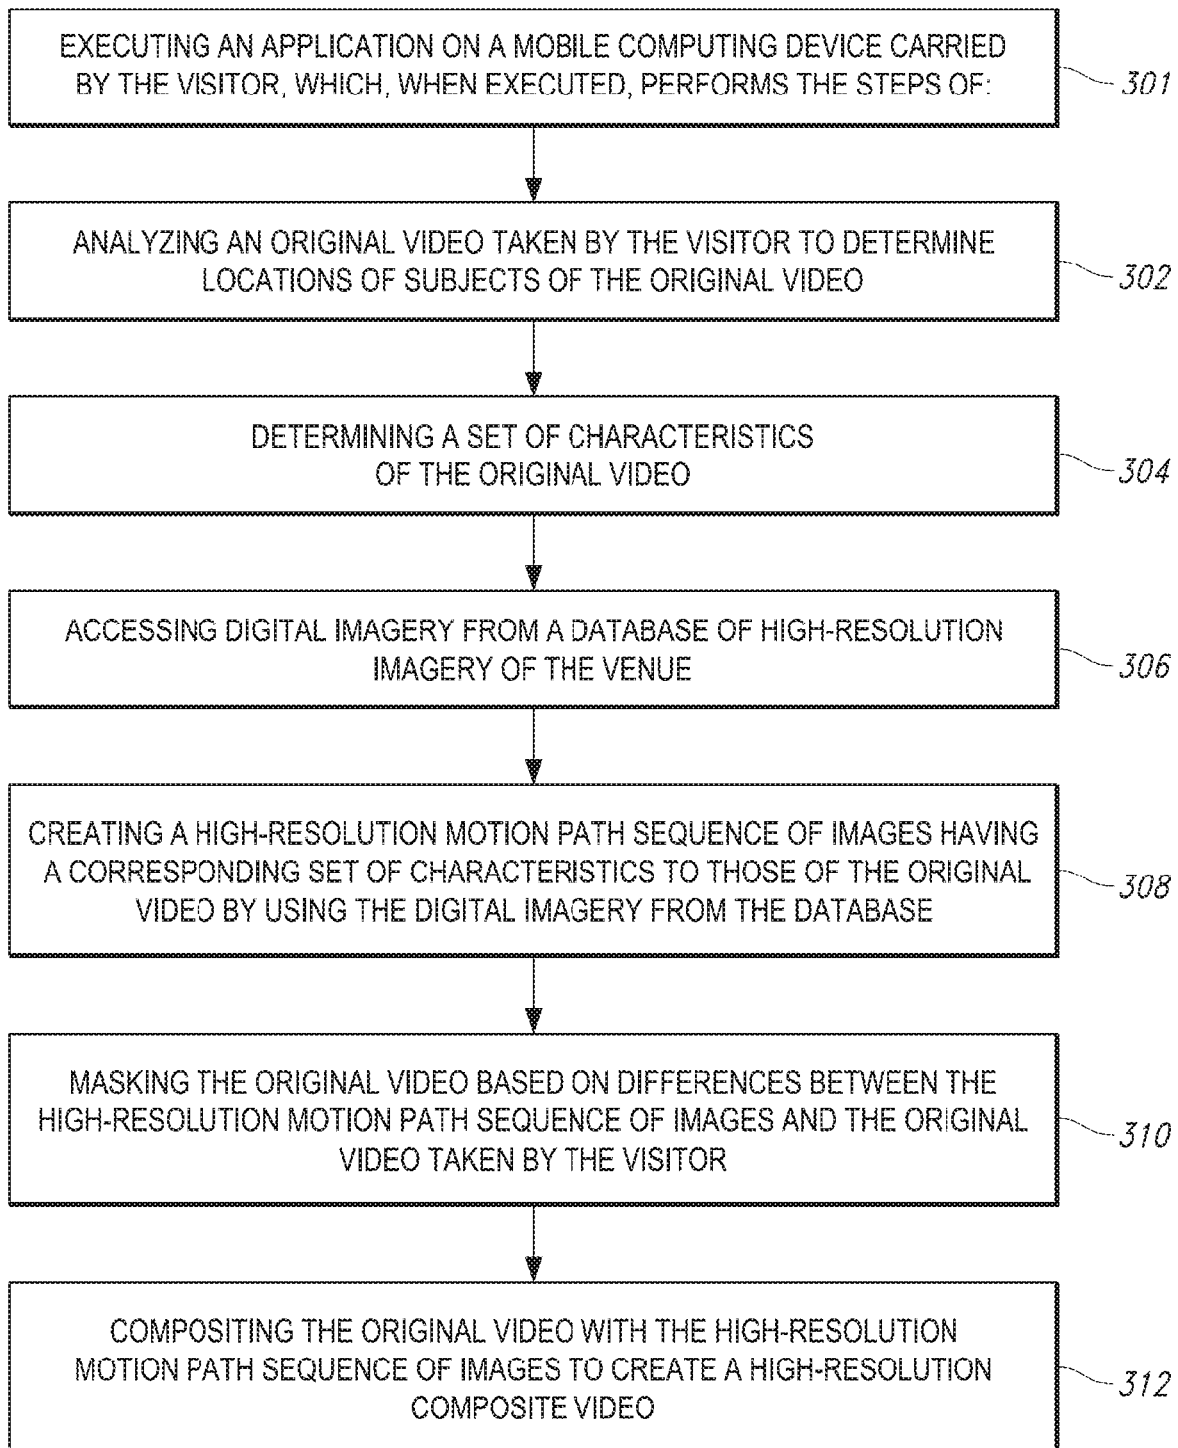 EXECUTING AN APPLICATION ON A MOBILE COMPUTING DEVICE CARRIED
BY THE VISITOR, WHICH, WHEN EXECUTED, PERFORMS THE STEPS OF:
301
ANALYZING AN ORIGINAL VIDEO TAKEN BY THE VISITOR TO DETERMINE
LOCATIONS OF SUBJECTS OF THE ORIGINAL VIDEO
302
DETERMINING A SET OF CHARACTERISTICS
OF THE ORIGINAL VIDEO
304
ACCESSING DIGITAL IMAGERY FROM A DATABASE OF HIGH-RESOLUTION
IMAGERY OF THE VENUE
306
CREATING A HIGH-RESOLUTION MOTION PATH SEQUENCE OF IMAGES HAVING
A CORRESPONDING SET OF CHARACTERISTICS TO THOSE OF THE ORIGINAL
VIDEO BY USING THE DIGITAL IMAGERY FROM THE DATABASE
308
MASKING THE ORIGINAL VIDEO BASED ON DIFFERENCES BETWEEN THE
HIGH-RESOLUTION MOTION PATH SEQUENCE OF IMAGES AND THE ORIGINAL
VIDEO TAKEN BY THE VISITOR
310
COMPOSITING THE ORIGINAL VIDEO WITH THE HIGH-RESOLUTION
MOTION PATH SEQUENCE OF IMAGES TO CREATE A HIGH-RESOLUTION
COMPOSITE VIDEO
312